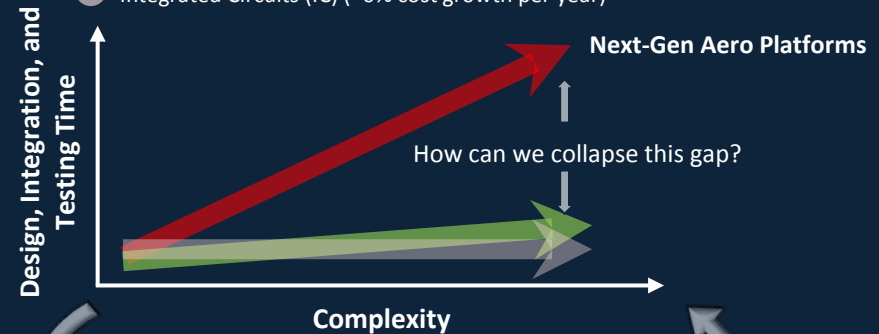 Integrated Circuits (IC) (~0% cost growth per year)
Next-Gen Aero Platforms
How can we collapse this gap?
Design, Integration, and
Testing Time
Complexity